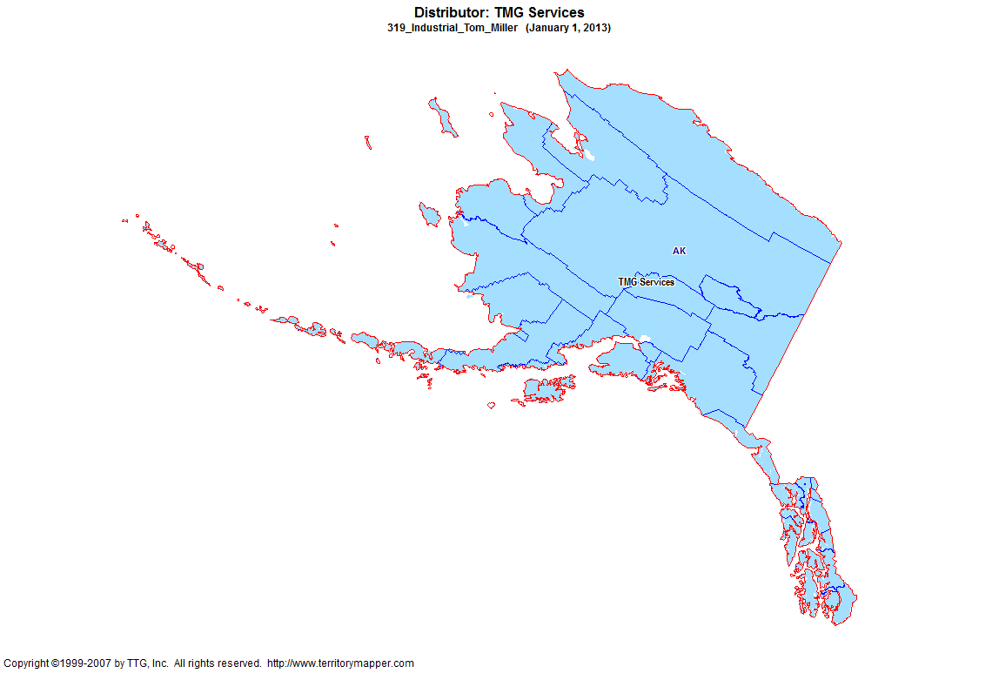 Distributor: TMG Services
319_Industrial_Tom_Miller (January 1, 2013)
AK
TMG Services
Copyright ©1999-2007 by TTG, Inc. All rights reserved. http://www.territorymapper.com